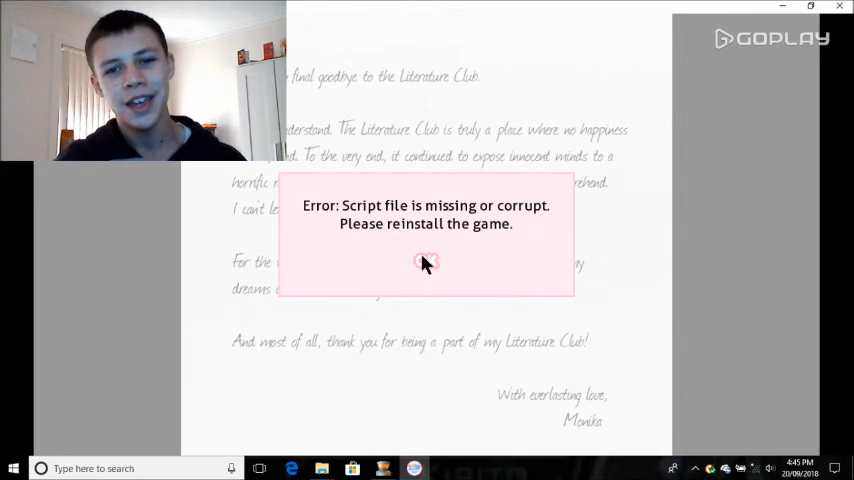 GOPLAY
final goodbye to the Literature Club.
The Literature Club is truly a place where no happiness
To the very end, it continued to expose innocent minds to a
horrific
I can't
Error: Script file is missing or corrupt.
Please reinstall the game.
OK
For the
dreams
And most of all, thank you for being a part of my Literature Club!
With everlasting love,
Monika
Type here to search
4:45 PM
20/09/2018